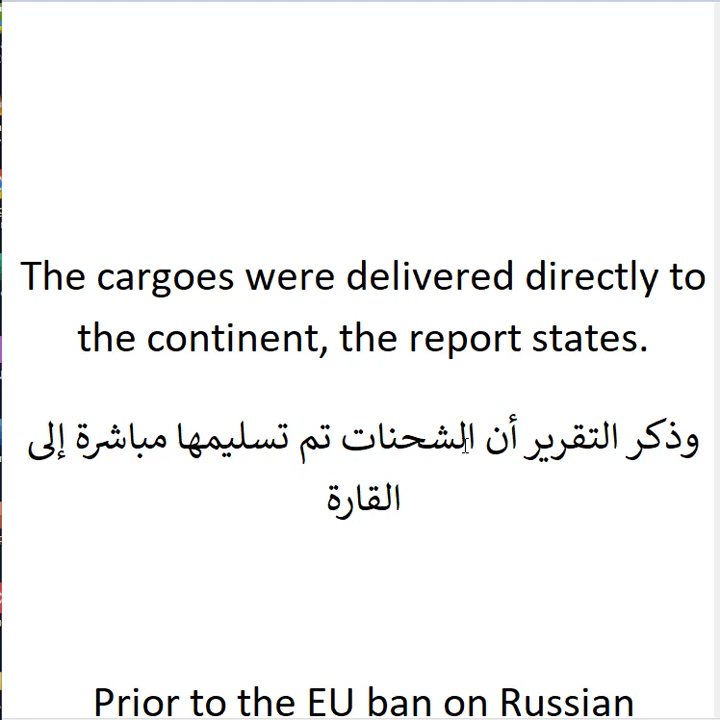 The cargoes were delivered directly to
the continent, the report states.
وذكر التقرير أن الشحنات تم تسليمها مباشرة إلى
القارة
Prior to the EU ban on Russian